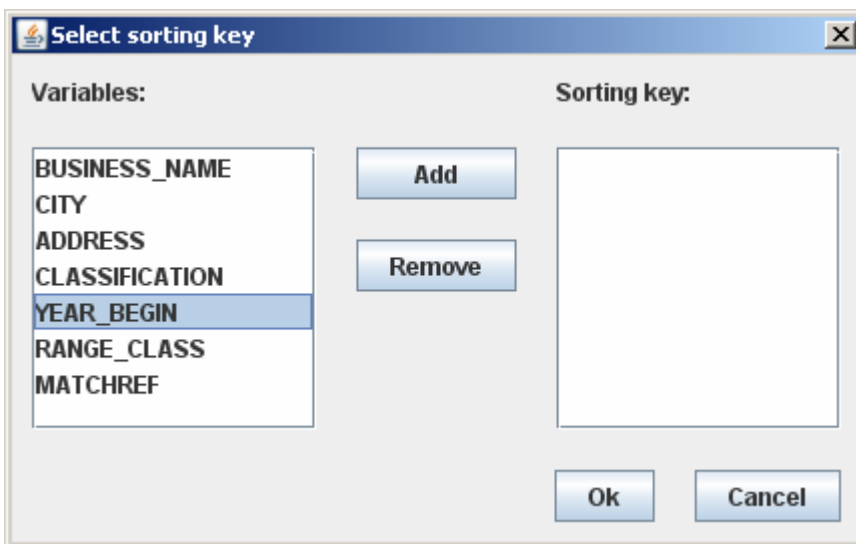 Select sorting key
Variables:
Sorting key:
BUSINESS_NAME
CITY
ADDRESS
CLASSIFICATION
YEAR_BEGIN
RANGE_CLASS
MATCHREF
Add
Remove
Ok
Cancel